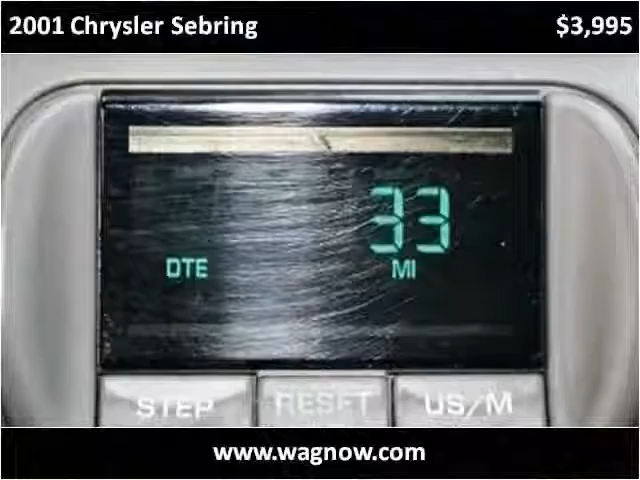 2001 Chrysler Sebring $3,995
33
DTE MI
STEP RESET US/M
www.wagnow.com